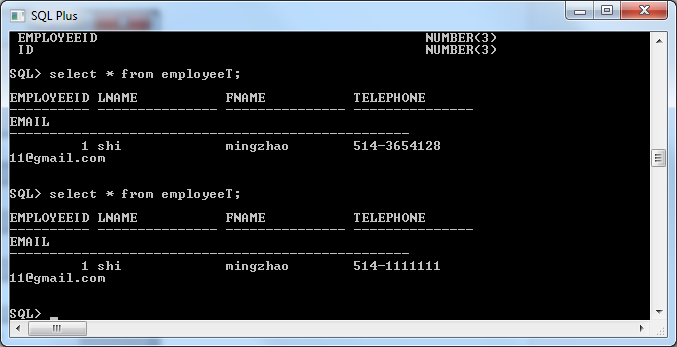 SQL Plus
EMPLOYEEID NUMBER(3)
ID NUMBER(3)
SQL> select * from employeeT;
EMPLOYEEID LNAME FNAME TELEPHONE
---------- --------------- --------------- ---------------
EMAIL
--------------------------------------------------
1 shi mingzhao 514-3654128
11@gmail.com
SQL> select * from employeeT;
EMPLOYEEID LNAME FNAME TELEPHONE
---------- --------------- --------------- ---------------
EMAIL
--------------------------------------------------
1 shi mingzhao 514-1111111
11@gmail.com
SQL> _